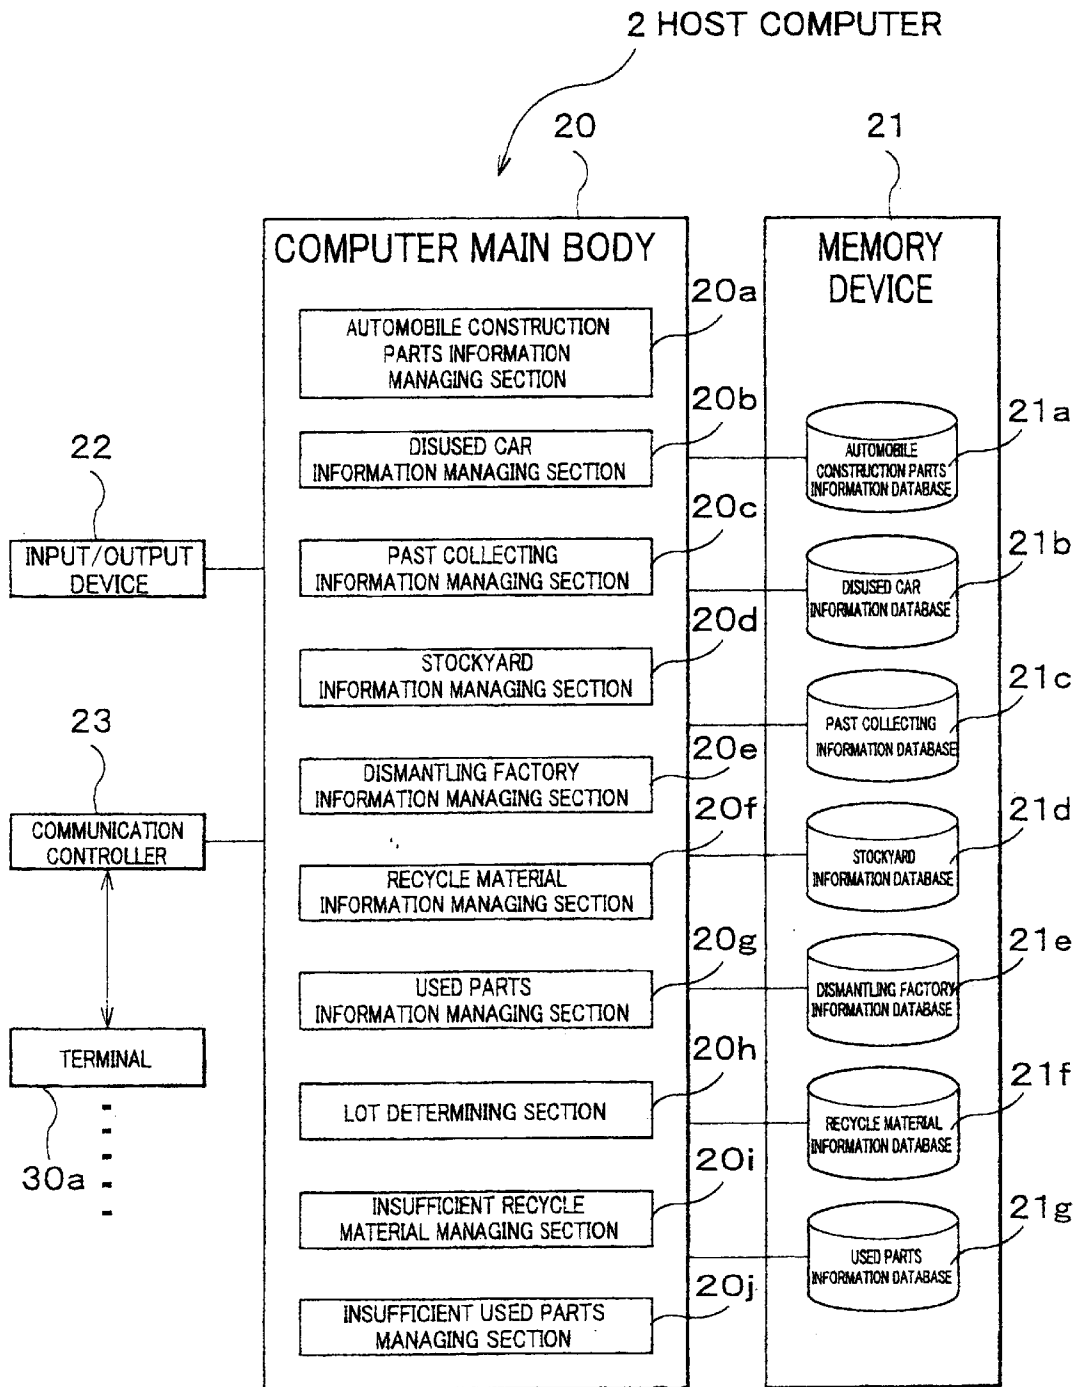 2 HOST COMPUTER
20
21
COMPUTER MAIN BODY
MEMORY
DEVICE
20a
AUTOMOBILE CONSTRUCTION
PARTS INFORMATION
MANAGING SECTION
20b
DISUSED CAR
INFORMATION MANAGING SECTION
21a
AUTOMOBILE
CONSTRUCTION PARTS
INFORMATION DATABASE
22
INPUT/OUTPUT
DEVICE
20c
PAST COLLECTING
INFORMATION MANAGING SECTION
21b
DISUSED CAR
INFORMATION DATABASE
20d
STOCKYARD
INFORMATION MANAGING SECTION
21c
PAST COLLECTING
INFORMATION DATABASE
23
COMMUNICATION
CONTROLLER
20e
DISMANTLING FACTORY
INFORMATION MANAGING SECTION
20f
21d
STOCKYARD
INFORMATION DATABASE
RECYCLE MATERIAL
INFORMATION MANAGING SECTION
20g
21e
DISMANTLING FACTORY
INFORMATION DATABASE
USED PARTS
INFORMATION MANAGING SECTION
TERMINAL
30a
20h
LOT DETERMINING SECTION
21f
RECYCLE MATERIAL
INFORMATION DATABASE
20i
INSUFFICIENT RECYCLE
MATERIAL MANAGING SECTION
21g
USED PARTS
INFORMATION DATABASE
20j
INSUFFICIENT USED PARTS
MANAGING SECTION